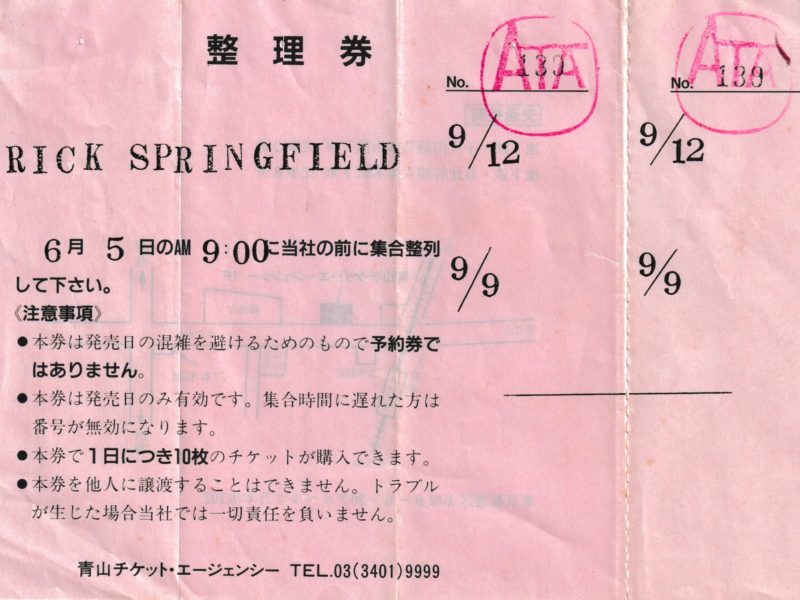 整理券
ATA
No. 139
ATA
No. 139
RICK SPRINGFIELD
9/12
9/12
6月 5 日のAM 9:00に当社の前に集合整列
して下さい。
9/9
9/9
《注意事項》
●本券は発売日の混雑を避けるためのもので予約券で
はありません。
●本券は発売日のみ有効です。集合時間に遅れた方は
番号が無効になります。
●本券で1日につき10枚のチケットが購入できます。
●本券を他人に譲渡することはできません。トラブル
が生じた場合当社では一切責任を負いません。
青山チケット・エージェンシー TEL.03(3401)9999